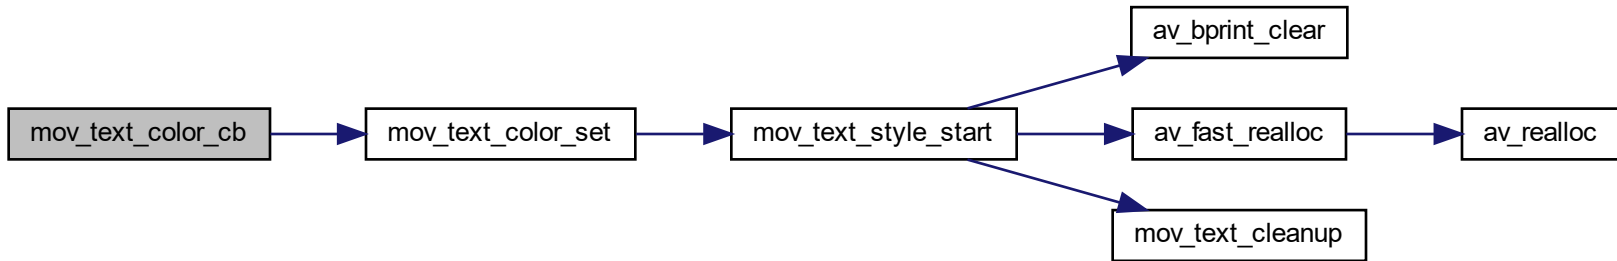 mov_text_color_cb
mov_text_color_set
mov_text_style_start
av_bprint_clear
av_fast_realloc
av_realloc
mov_text_cleanup